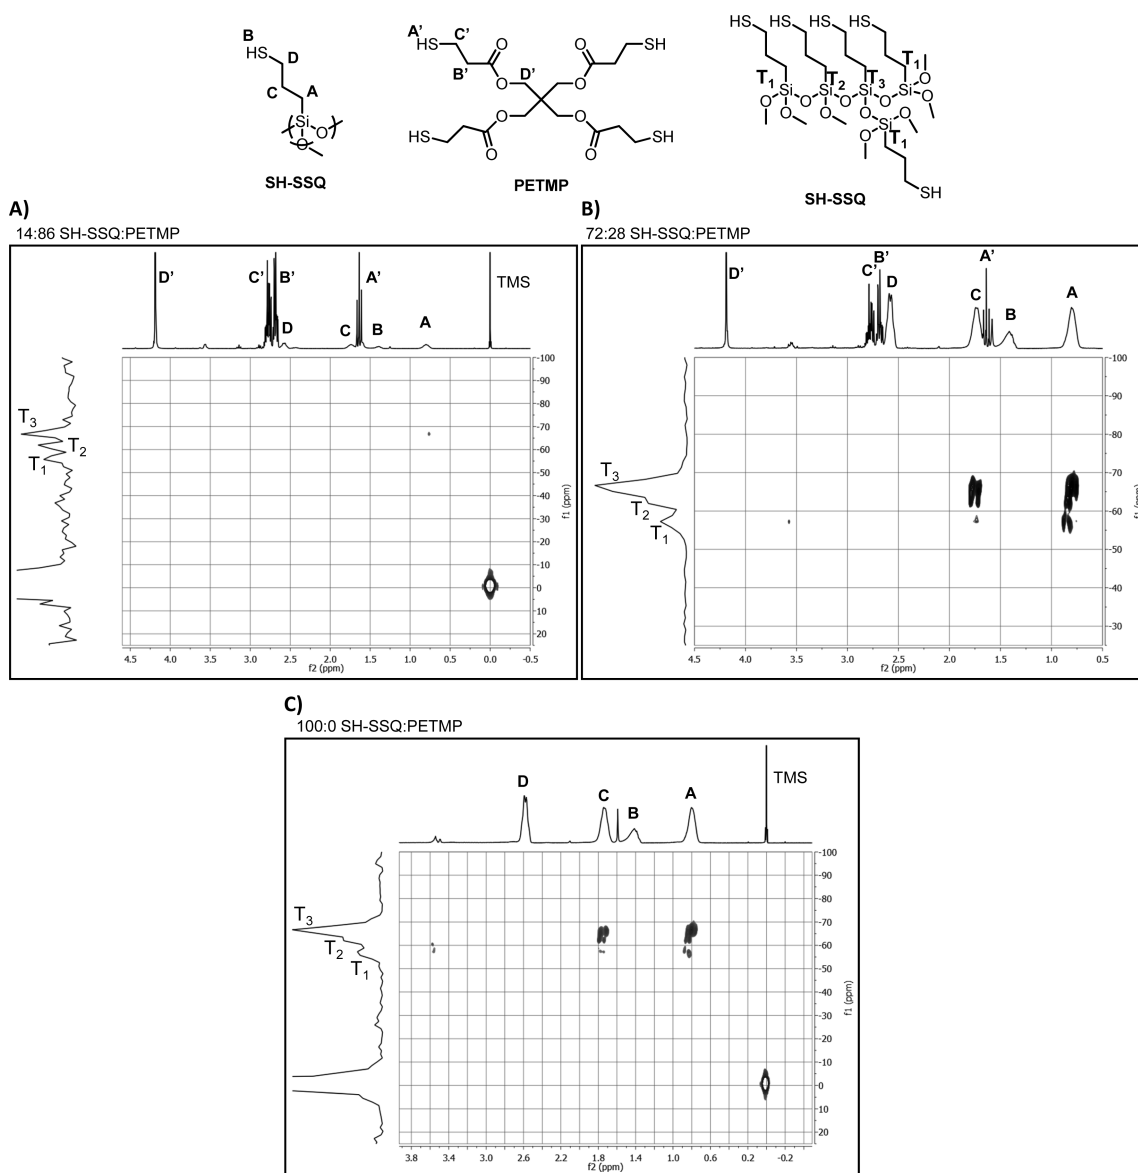 B
HS
D
C
A
Si
O
O
SH-SSQ
A'
HS
C'
B'
O
O
D'
O
O
SH
HS
O
O
O
O
SH
PETMP
HS
HS
HS
HS
T1
T2
T3
T1
Si
O
Si
O
Si
O
Si
O
O
O
O
O
O
O
Si
O
O
T1
SH
SH-SSQ
A)
14:86 SH-SSQ:PETMP
D'
C'
B'
D
C
A'
B
A
TMS
T3
T2
T1
-100
-90
-80
-70
-60
-50
-40
-30
-20
-10
0
10
20
f1 (ppm)
4.5 4.0 3.5 3.0 2.5 2.0 1.5 1.0 0.5 0.0 -0.5
f2 (ppm)
B)
72:28 SH-SSQ:PETMP
D'
C'
B'
D
C
A'
B
A
T3
T2
T1
-100
-90
-80
-70
-60
-50
-40
-30
f1 (ppm)
4.5 3.5 3.0 2.5 2.0 1.5 1.0 0.5
f2 (ppm)
C)
100:0 SH-SSQ:PETMP
D
C
B
A
TMS
T3
T2
T1
-100
-90
-80
-70
-60
-50
-40
-30
-20
-10
0
10
20
f1 (ppm)
3.8 3.4 3.0 2.6 2.2 1.8 1.4 1.0 0.6 0.2 -0.2
f2 (ppm)